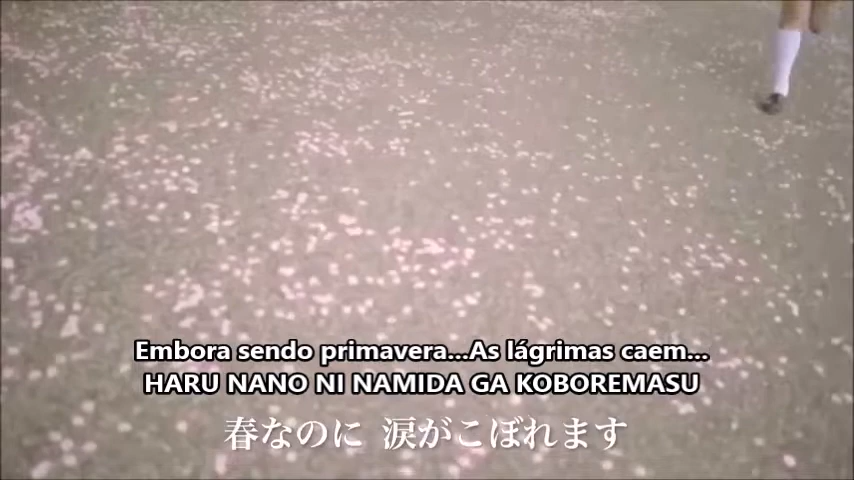 Embora sendo primavera...As lágrimas caem...
HARU NANO NI NAMIDA GA KOBOREMASU
春なのに 涙がこぼれます